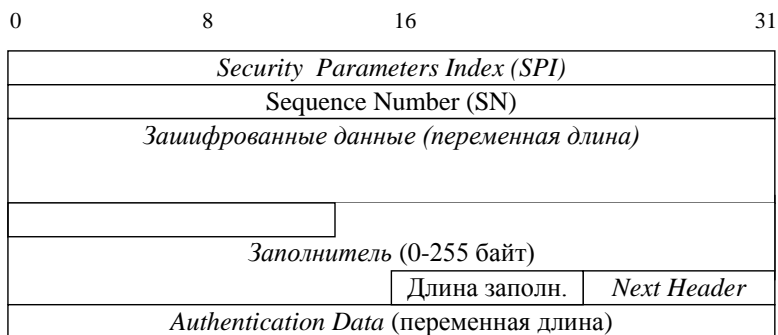 0 8 16 31
Security Parameters Index (SPI)
Sequence Number (SN)
Зашифрованные данные (переменная длина)
Заполнитель (0-255 байт)
Длина заполн. Next Header
Authentication Data (переменная длина)